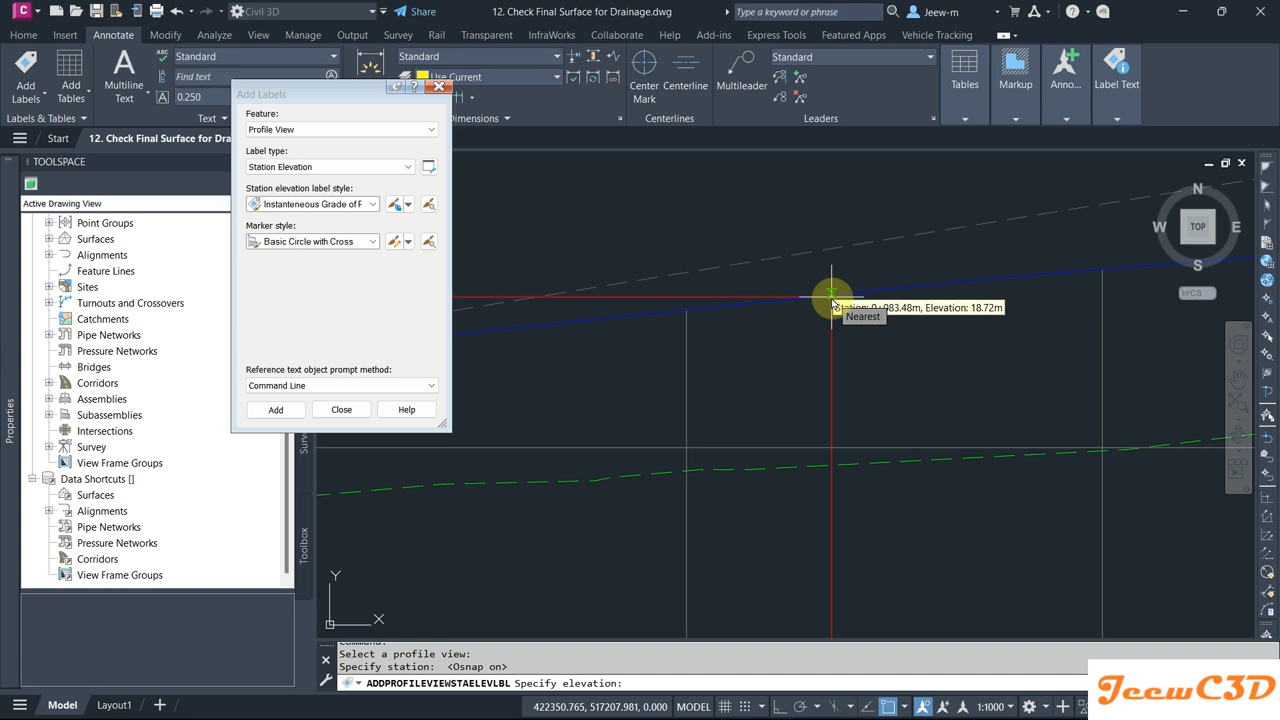 C 3D
Civil 3D
Share
12. Check Final Surface for Drainage.dwg
Type a keyword or phrase
Jeew-m
Home Insert Annotate Modify Analyze View Manage Output Survey Rail Transparent InfraWorks Collaborate Help Add-ins Express Tools Featured Apps Vehicle Tracking
Add Labels
Add Tables
Multiline Text
Standard
Find text
0.250
Standard
Use Current
Center Mark
Centerline
Multileader
Standard
Tables
Markup
Anno...
Label Text
Labels & Tables
Text
Dimensions
Centerlines
Leaders
Start
12. Check Final Surface for Dra
TOOLSPACE
Active Drawing View
Point Groups
Surfaces
Alignments
Feature Lines
Sites
Turnouts and Crossovers
Catchments
Pipe Networks
Pressure Networks
Bridges
Corridors
Assemblies
Subassemblies
Intersections
Survey
View Frame Groups
Data Shortcuts []
Surfaces
Alignments
Pipe Networks
Pressure Networks
Corridors
View Frame Groups
Properties
Toolbox
Add Labels
Feature:
Profile View
Label type:
Station Elevation
Station elevation label style:
Instanteneous Grade of F
Marker style:
Basic Circle with Cross
Reference text object prompt method:
Command Line
Add
Close
Help
983.48m, Elevation: 18.72m
Nearest
N
W TOP E
S
WCS
Y
X
Select a profile view:
Specify station: <Osnap on>
ADDPROFILEVIEWSTAELEVLBL Specify elevation:
Model
Layout1
422350.765, 517207.981, 0.000
MODEL
1:1000
JeewC3D